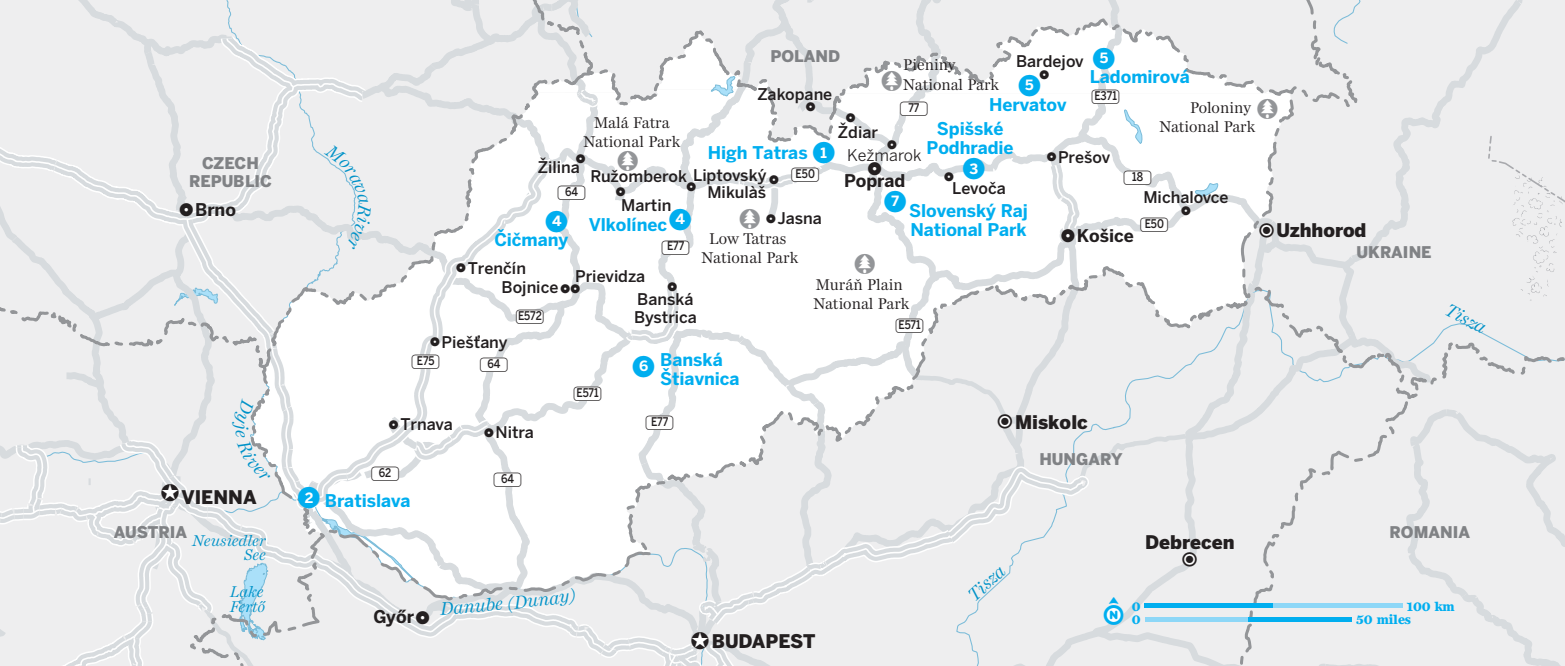 POLAND
Pieniny
National Park
Bardejov
5
Ladomirová
5
Hervatov
E371
Zakopane
77
Poloniny
National Park
Ždiar
Malá Fatra
National Park
Spišské
Podhradie
CZECH
REPUBLIC
Morava River
High Tatras
1
Kežmarok
Prešov
Žilina
Ružomberok
Liptovský
Mikuláš
E50
Poprad
3
Levoča
18
64
Martin
7
Slovenský Raj
National Park
Michalovce
Brno
4
Čičmany
Vlkolínec
4
Jasna
E50
Košice
Uzhhorod
E77
Low Tatras
National Park
UKRAINE
Trenčín
Bojnice
Prievidza
Banská
Bystrica
Muráň Plain
National Park
E572
E571
Tisza
Piešťany
E75
64
6
Banská
Štiavnica
E571
Dyje River
Trnava
Nitra
E77
Miskolc
HUNGARY
62
64
VIENNA
2
Bratislava
AUSTRIA
Neusiedler
See
ROMANIA
Debrecen
Lake
Fertő
Tisza
Győr
Danube (Dunay)
N
0
100 km
0
50 miles
BUDAPEST